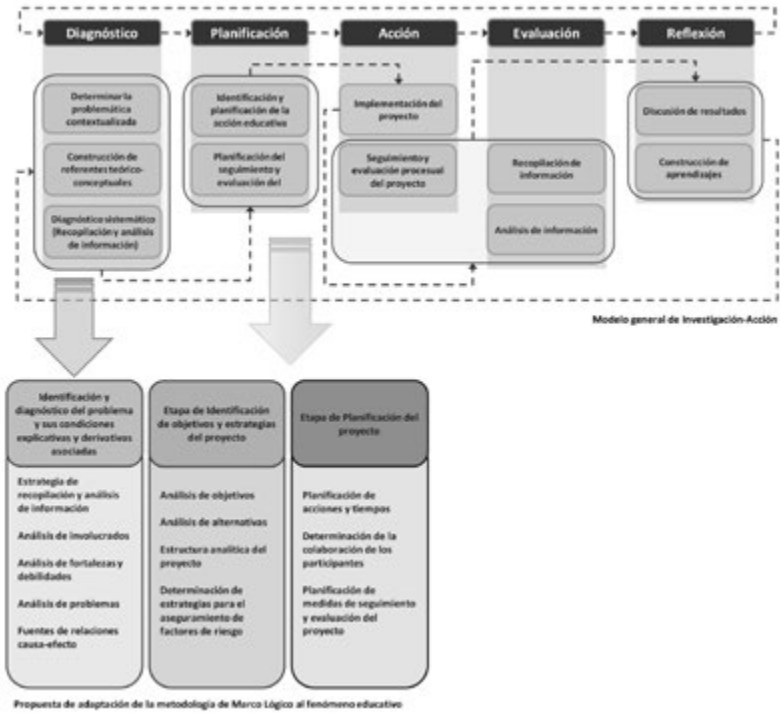 Diagnóstico
Planificación
Acción
Evaluación
Reflexión
Determinar la
problemática
contextualizada
Construcción de
referentes teórico-
conceptuales
Diagnóstico sistemático
(Recopilación y análisis
de información)
Identificación y
planificación de la
acción educativa
Planificación del
seguimiento y
evaluación del
Implementación del
proyecto
Seguimiento y
evaluación procesual
del proyecto
Recopilación de
información
Análisis de información
Discusión de resultados
Construcción de
aprendizajes
Modelo general de Investigación-Acción
Identificación y
diagnóstico del problema
y sus condiciones
explicativas y derivativas
asociadas
Estrategia de
recopilación y análisis
de información
Análisis de involucrados
Análisis de fortalezas y
debilidades
Análisis de problemas
Fuentes de relaciones
causa-efecto
Etapa de Identificación
de objetivos y estrategias
del proyecto
Análisis de objetivos
Análisis de alternativas
Estructura analítica del
proyecto
Determinación de
estrategias para el
aseguramiento de
factores de riesgo
Etapa de Planificación del
proyecto
Planificación de
acciones y tiempos
Determinación de la
colaboración de los
participantes
Planificación de
medidas de seguimiento
y evaluación del
proyecto
Propuesta de adaptación de la metodología de Marco Lógico al fenómeno educativo